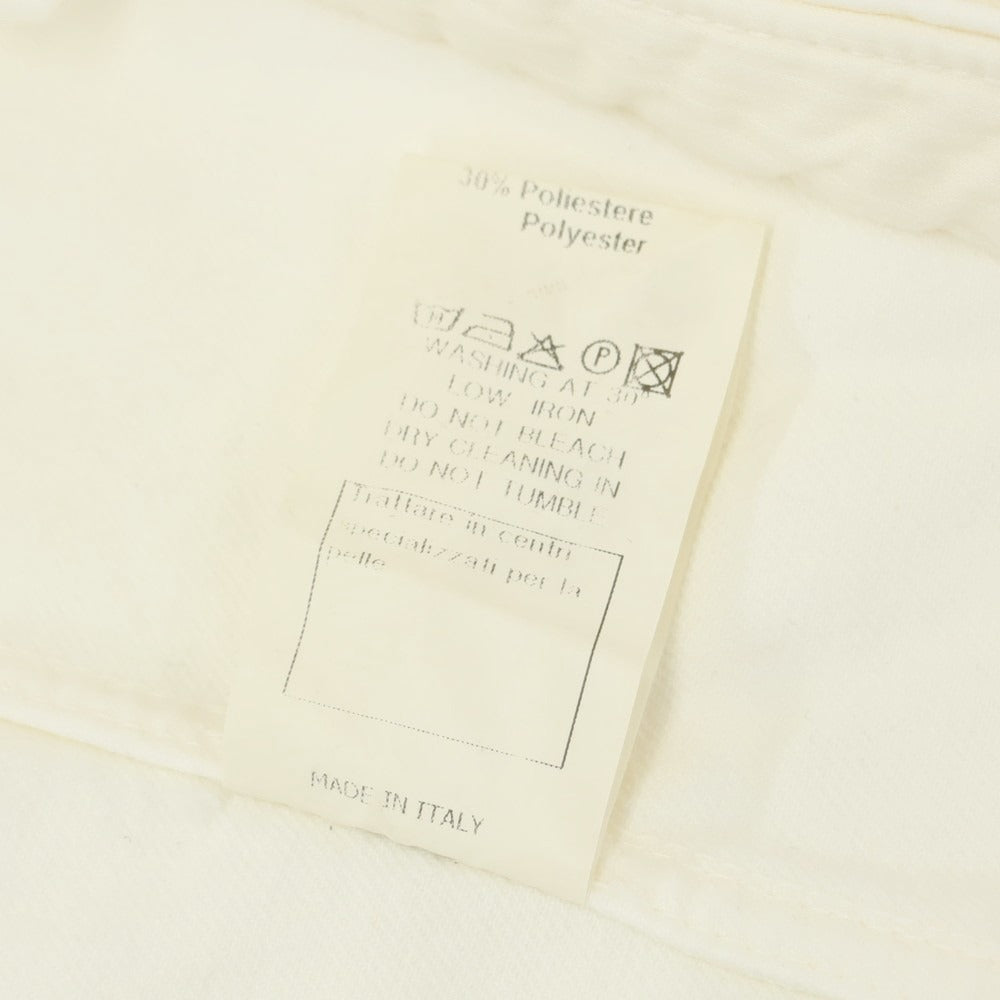 30% Poliestere
Polyester
P
WASHING AT 30°
LOW IRON
DO NOT BLEACH
DRY CLEANING IN
DO NOT TUMBLE
Trattare in centri
specializzati per la
pelle
MADE IN ITALY